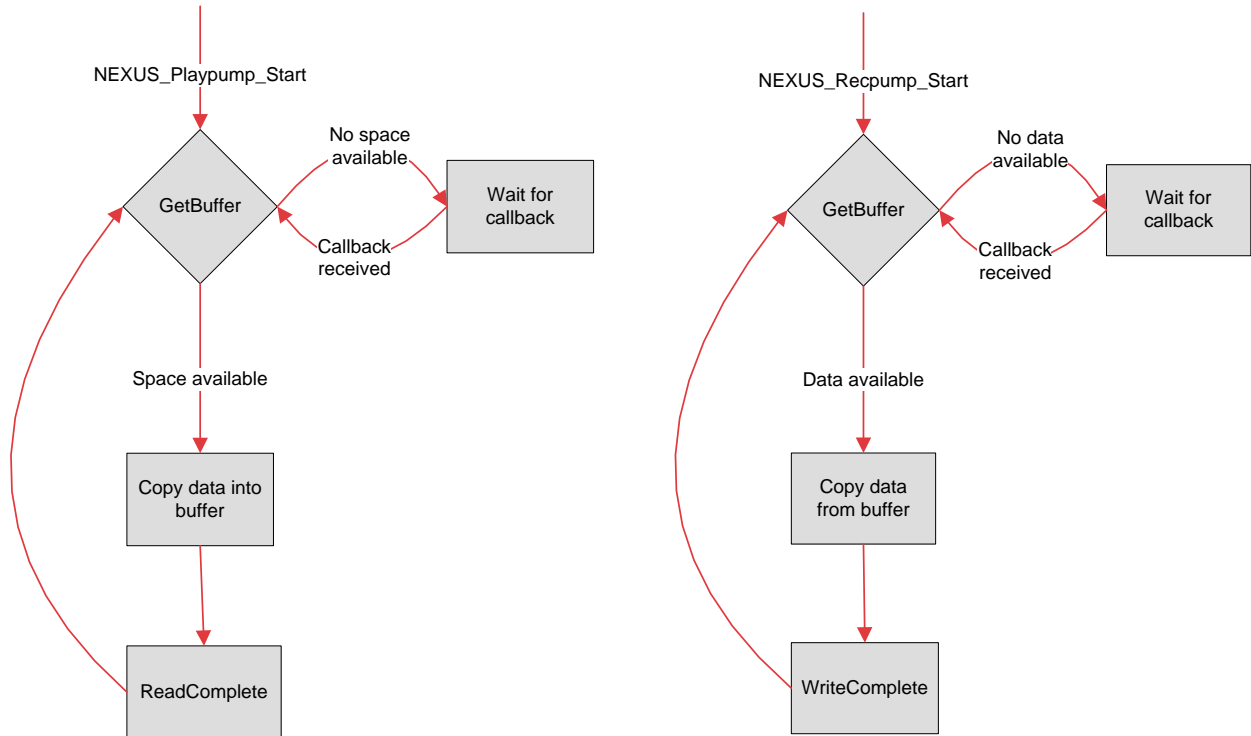 NEXUS_Playpump_Start
GetBuffer
No space
available
Wait for
callback
Callback
received
Space available
Copy data into
buffer
ReadComplete
NEXUS_Recpump_Start
GetBuffer
No data
available
Wait for
callback
Callback
received
Data available
Copy data
from buffer
WriteComplete